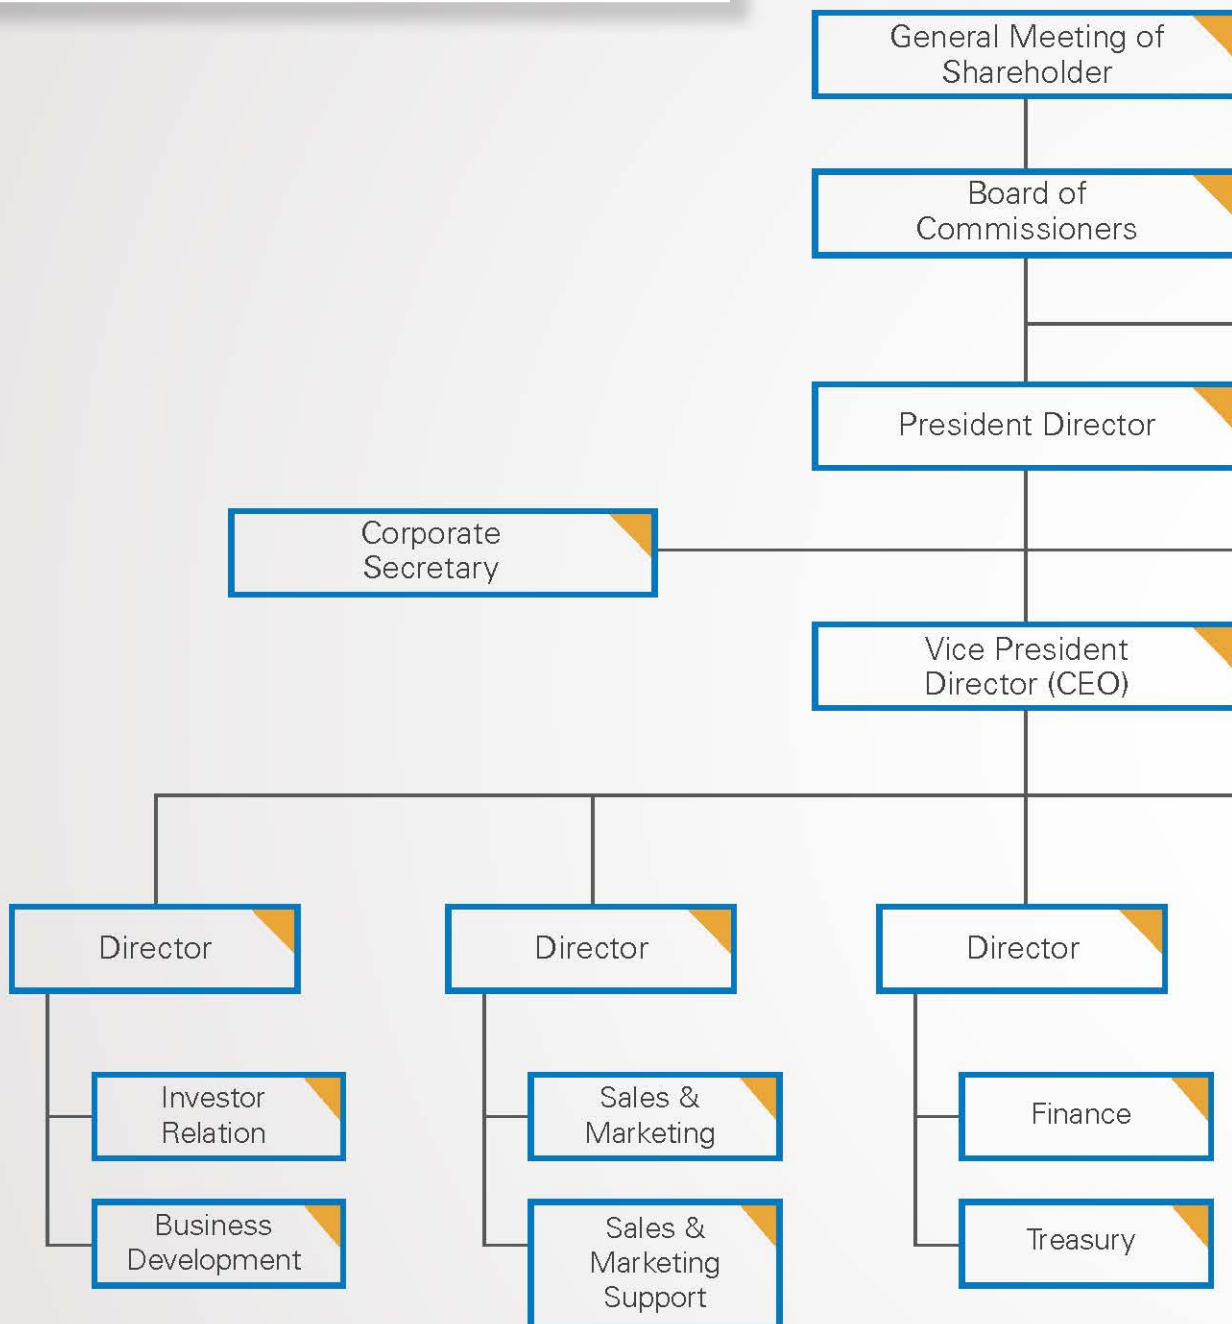 General Meeting of
Shareholder
Board of
Commissioners
President Director
Corporate
Secretary
Vice President
Director (CEO)
Director
Director
Director
Investor
Relation
Sales &
Marketing
Finance
Business
Development
Sales &
Marketing
Support
Treasury